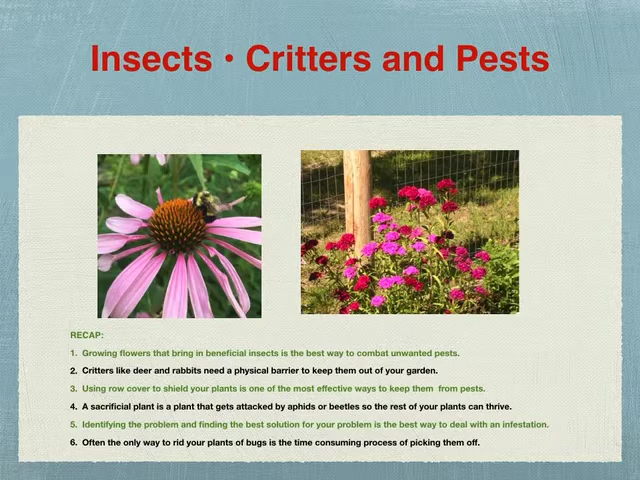 Insects • Critters and Pests
RECAP:
1. Growing flowers that bring in beneficial insects is the best way to combat unwanted pests.
2. Critters like deer and rabbits need a physical barrier to keep them out of your garden.
3. Using row cover to shield your plants is one of the most effective ways to keep them from pests.
4. A sacrificial plant is a plant that gets attacked by aphids or beetles so the rest of your plants can thrive.
5. Identifying the problem and finding the best solution for your problem is the best way to deal with an infestation.
6. Often the only way to rid your plants of bugs is the time consuming process of picking them off.